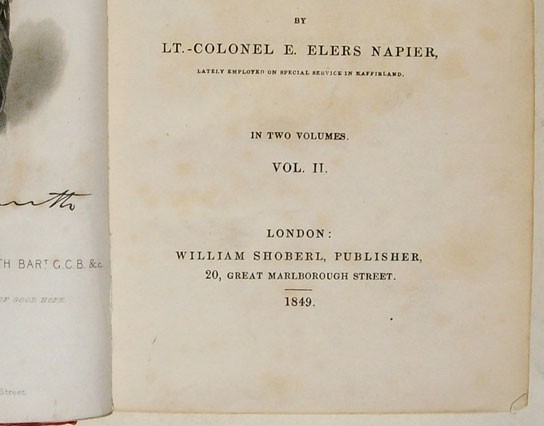 BY
LT.-COLONEL E. ELERS NAPIER,
LATELY EMPLOYED ON SPECIAL SERVICE IN KAFFIRLAND.
IN TWO VOLUMES.
VOL. II.
LONDON:
WILLIAM SHOBERL, PUBLISHER,
20, GREAT MARLBOROUGH STREET.
1849.
TH BART G.C.B. &c.
OF GOOD HOPE
Street